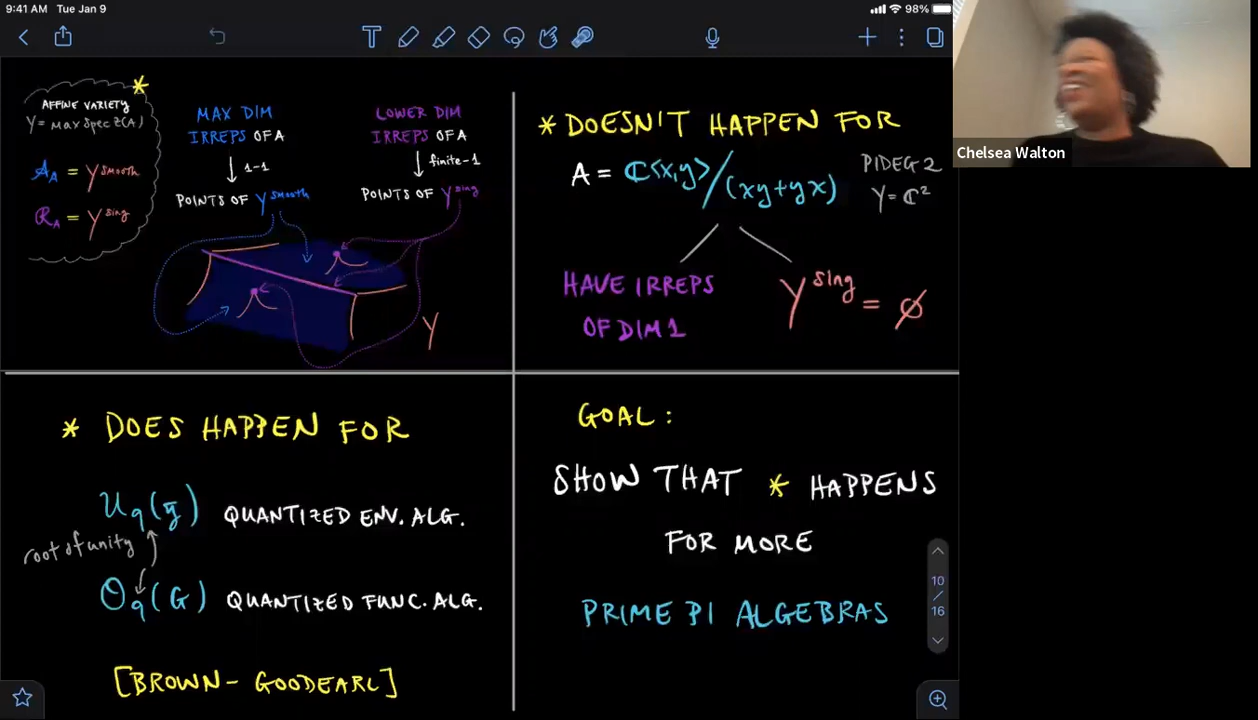 9:41 AM Tue Jan 9
98%
Chelsea Walton
*
AFFINE VARIETY
Y = maxSpec Z(A)
A_A = Y^smooth
R_A = Y^sing
MAX DIM
IRREPS OF A
↓ 1-1
POINTS OF Y^smooth
LOWER DIM
IRREPS OF A
↓ finite-1
POINTS OF Y^sing
Y
* DOESN'T HAPPEN FOR
A = ℂ<x,y>/(xy+yx)
PIDEG 2
Y = ℂ²
HAVE IRREPS
OF DIM 1
Y^sing = ∅
* DOES HAPPEN FOR
U_q(g) QUANTIZED ENV. ALG.
root of unity
O_q(G) QUANTIZED FUNC. ALG.
[BROWN-GOODEARL]
GOAL:
SHOW THAT * HAPPENS
FOR MORE
PRIME PI ALGEBRAS
10
/
16